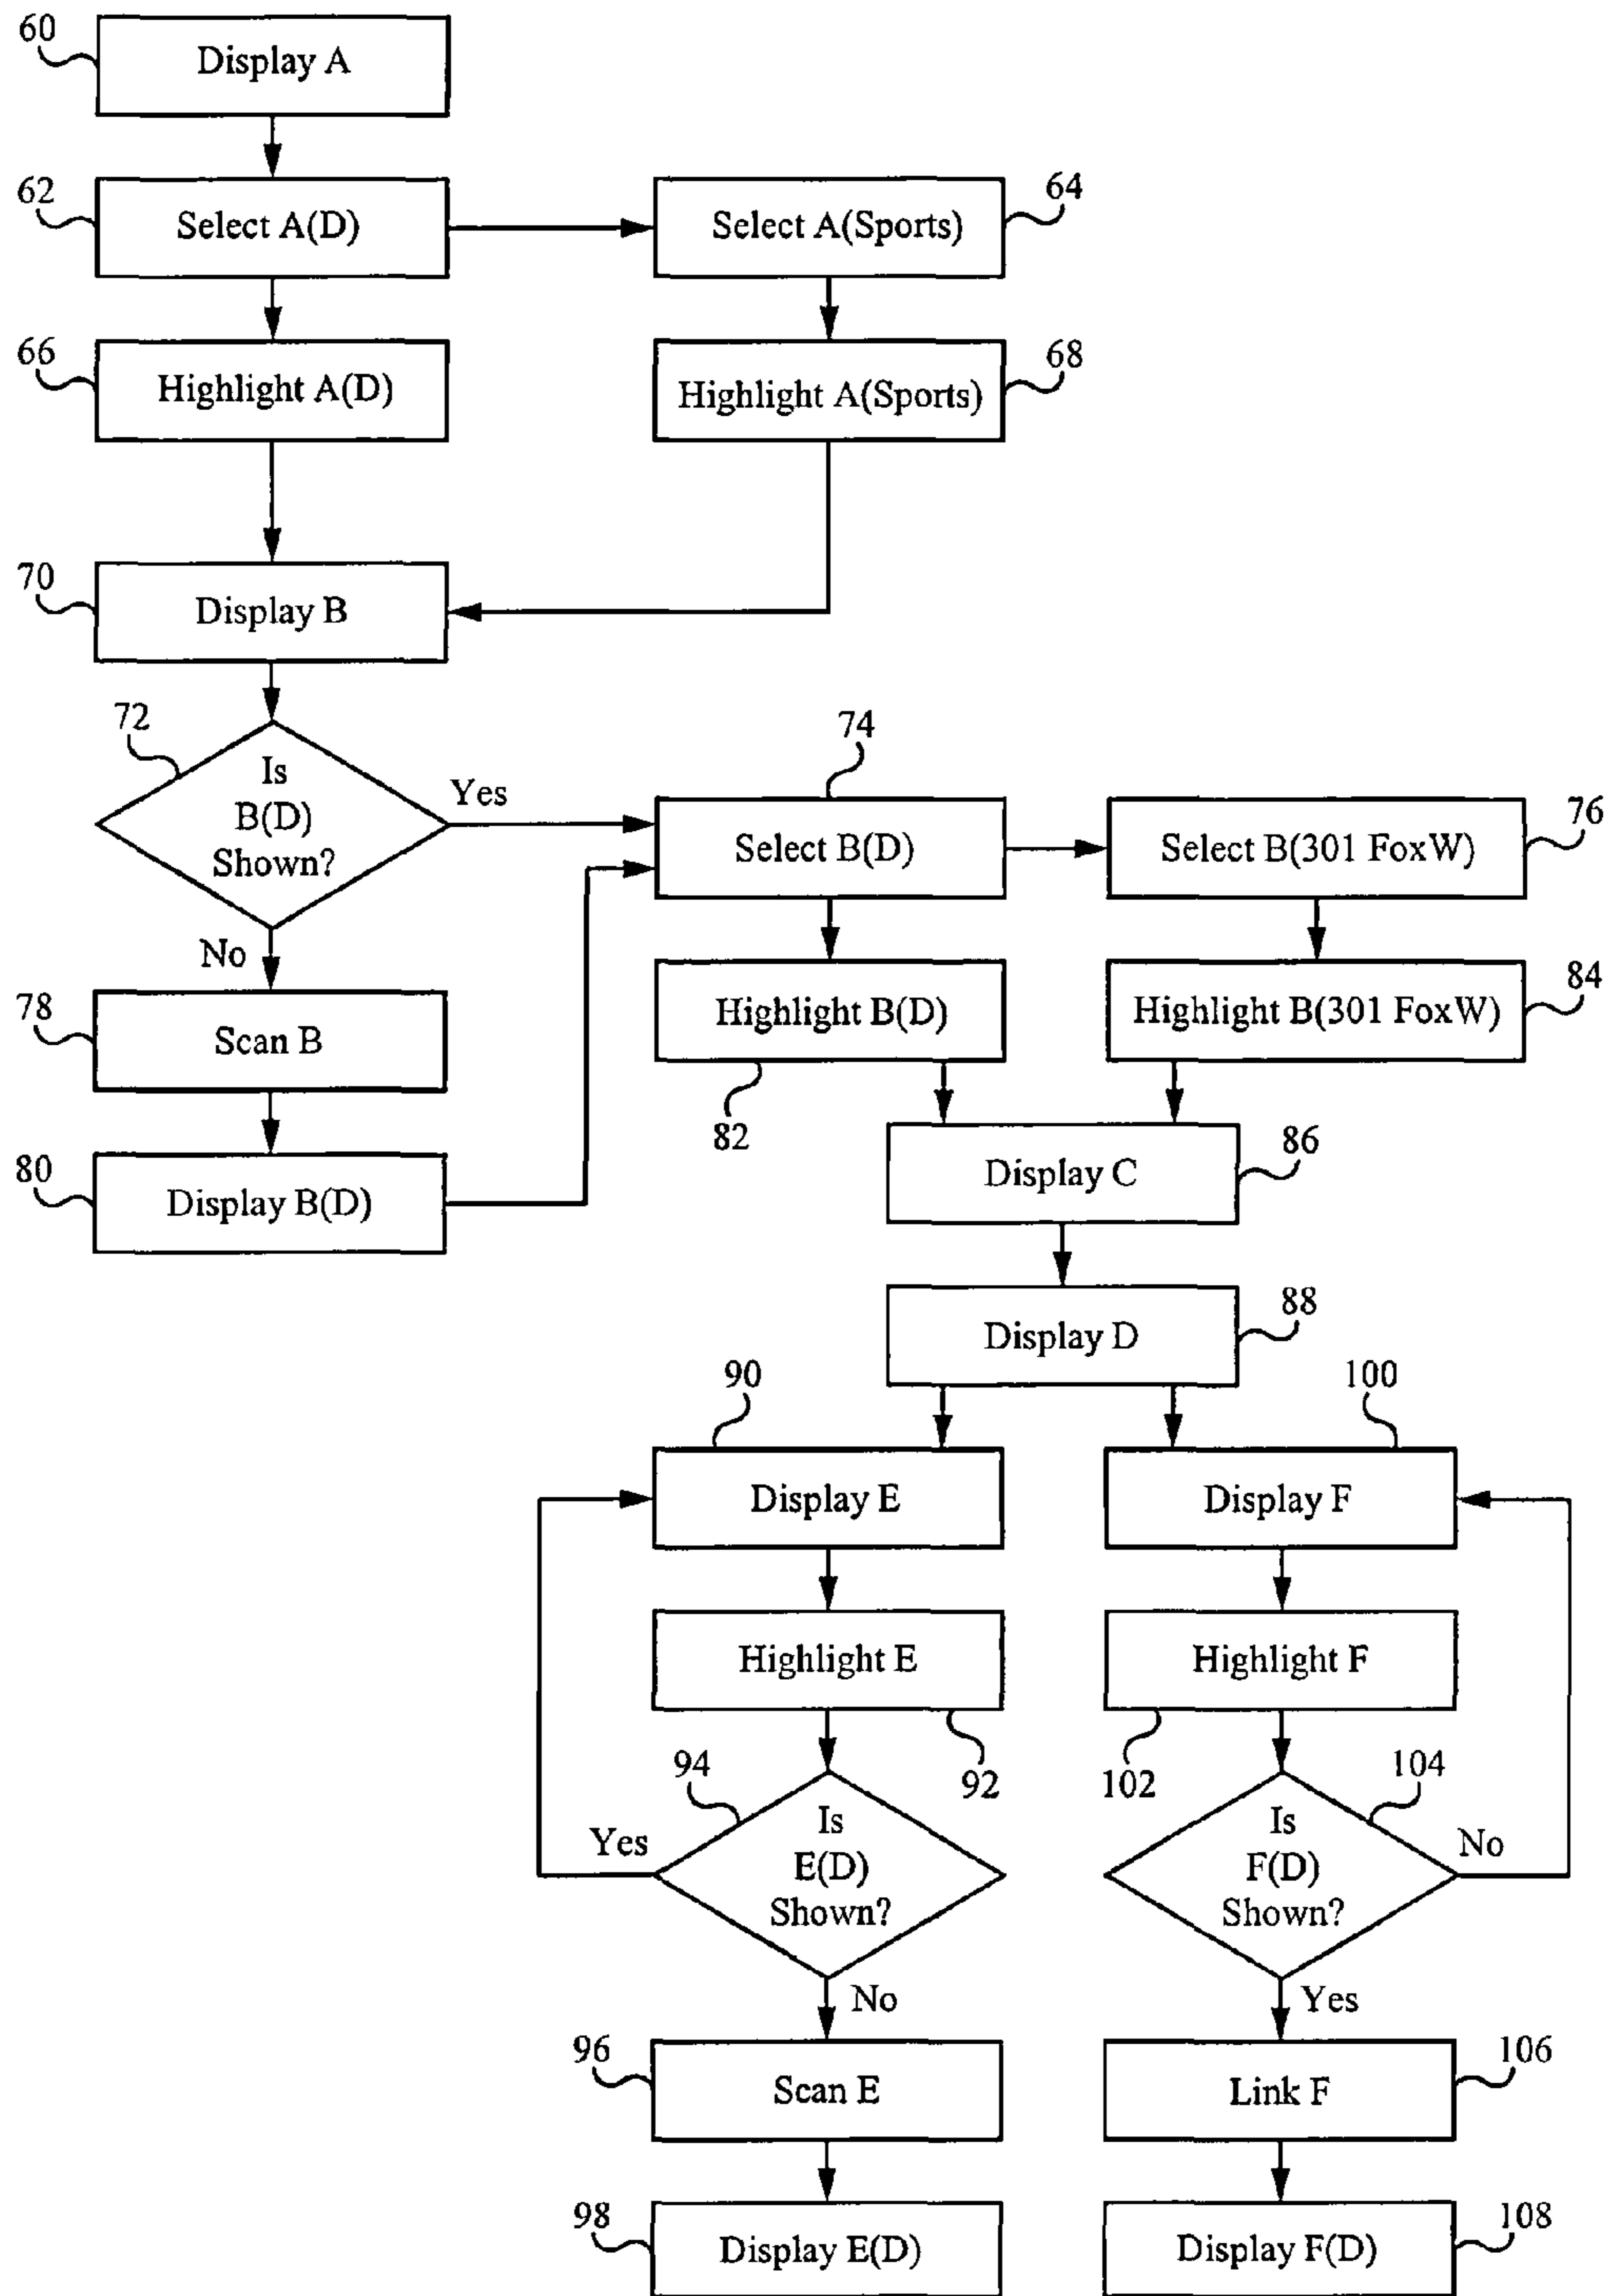 60
Display A
62
Select A(D)
64
Select A(Sports)
66
Highlight A(D)
68
Highlight A(Sports)
70
Display B
72
Is
B(D)
Shown?
Yes
No
74
Select B(D)
76
Select B(301 FoxW)
78
Scan B
80
Display B(D)
82
Highlight B(D)
84
Highlight B(301 FoxW)
86
Display C
88
Display D
90
Display E
100
Display F
Highlight E
92
Highlight F
102
94
Is
E(D)
Shown?
Yes
No
104
Is
F(D)
Shown?
No
Yes
96
Scan E
106
Link F
98
Display E(D)
108
Display F(D)